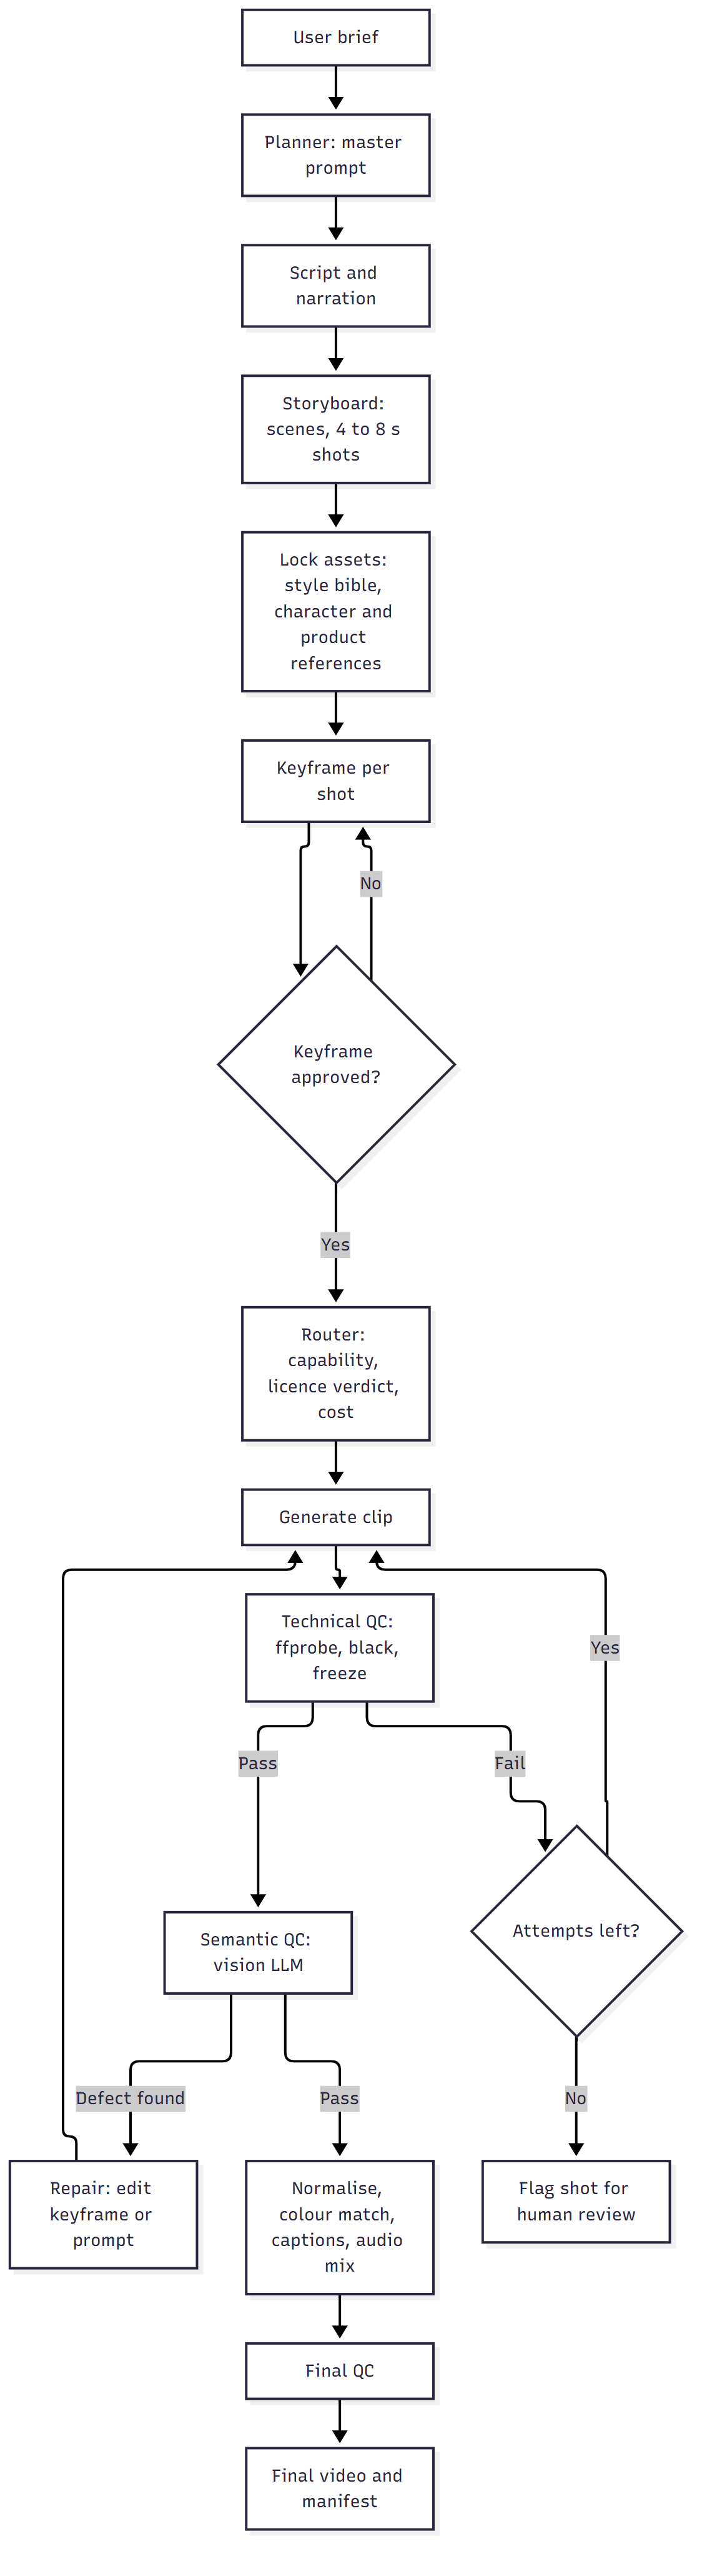 User brief
Planner: master
prompt
Script and
narration
Storyboard:
scenes, 4 to 8 s
shots
Lock assets:
style bible,
character and
product
references
Keyframe per
shot
No
Keyframe
approved?
Yes
Router:
capability,
licence verdict,
cost
Generate clip
Technical QC:
ffprobe, black,
freeze
Yes
Pass
Fail
Semantic QC:
vision LLM
Attempts left?
Defect found
Pass
No
Repair: edit
keyframe or
prompt
Normalise,
colour match,
captions, audio
mix
Flag shot for
human review
Final QC
Final video and
manifest